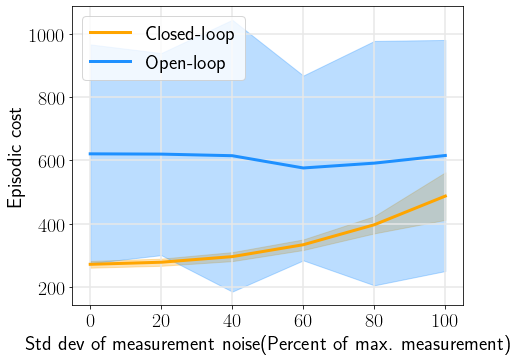 Closed-loop
Open-loop
Episodic cost
1000
800
600
400
200
0 20 40 60 80 100
Std dev of measurement noise(Percent of max. measurement)